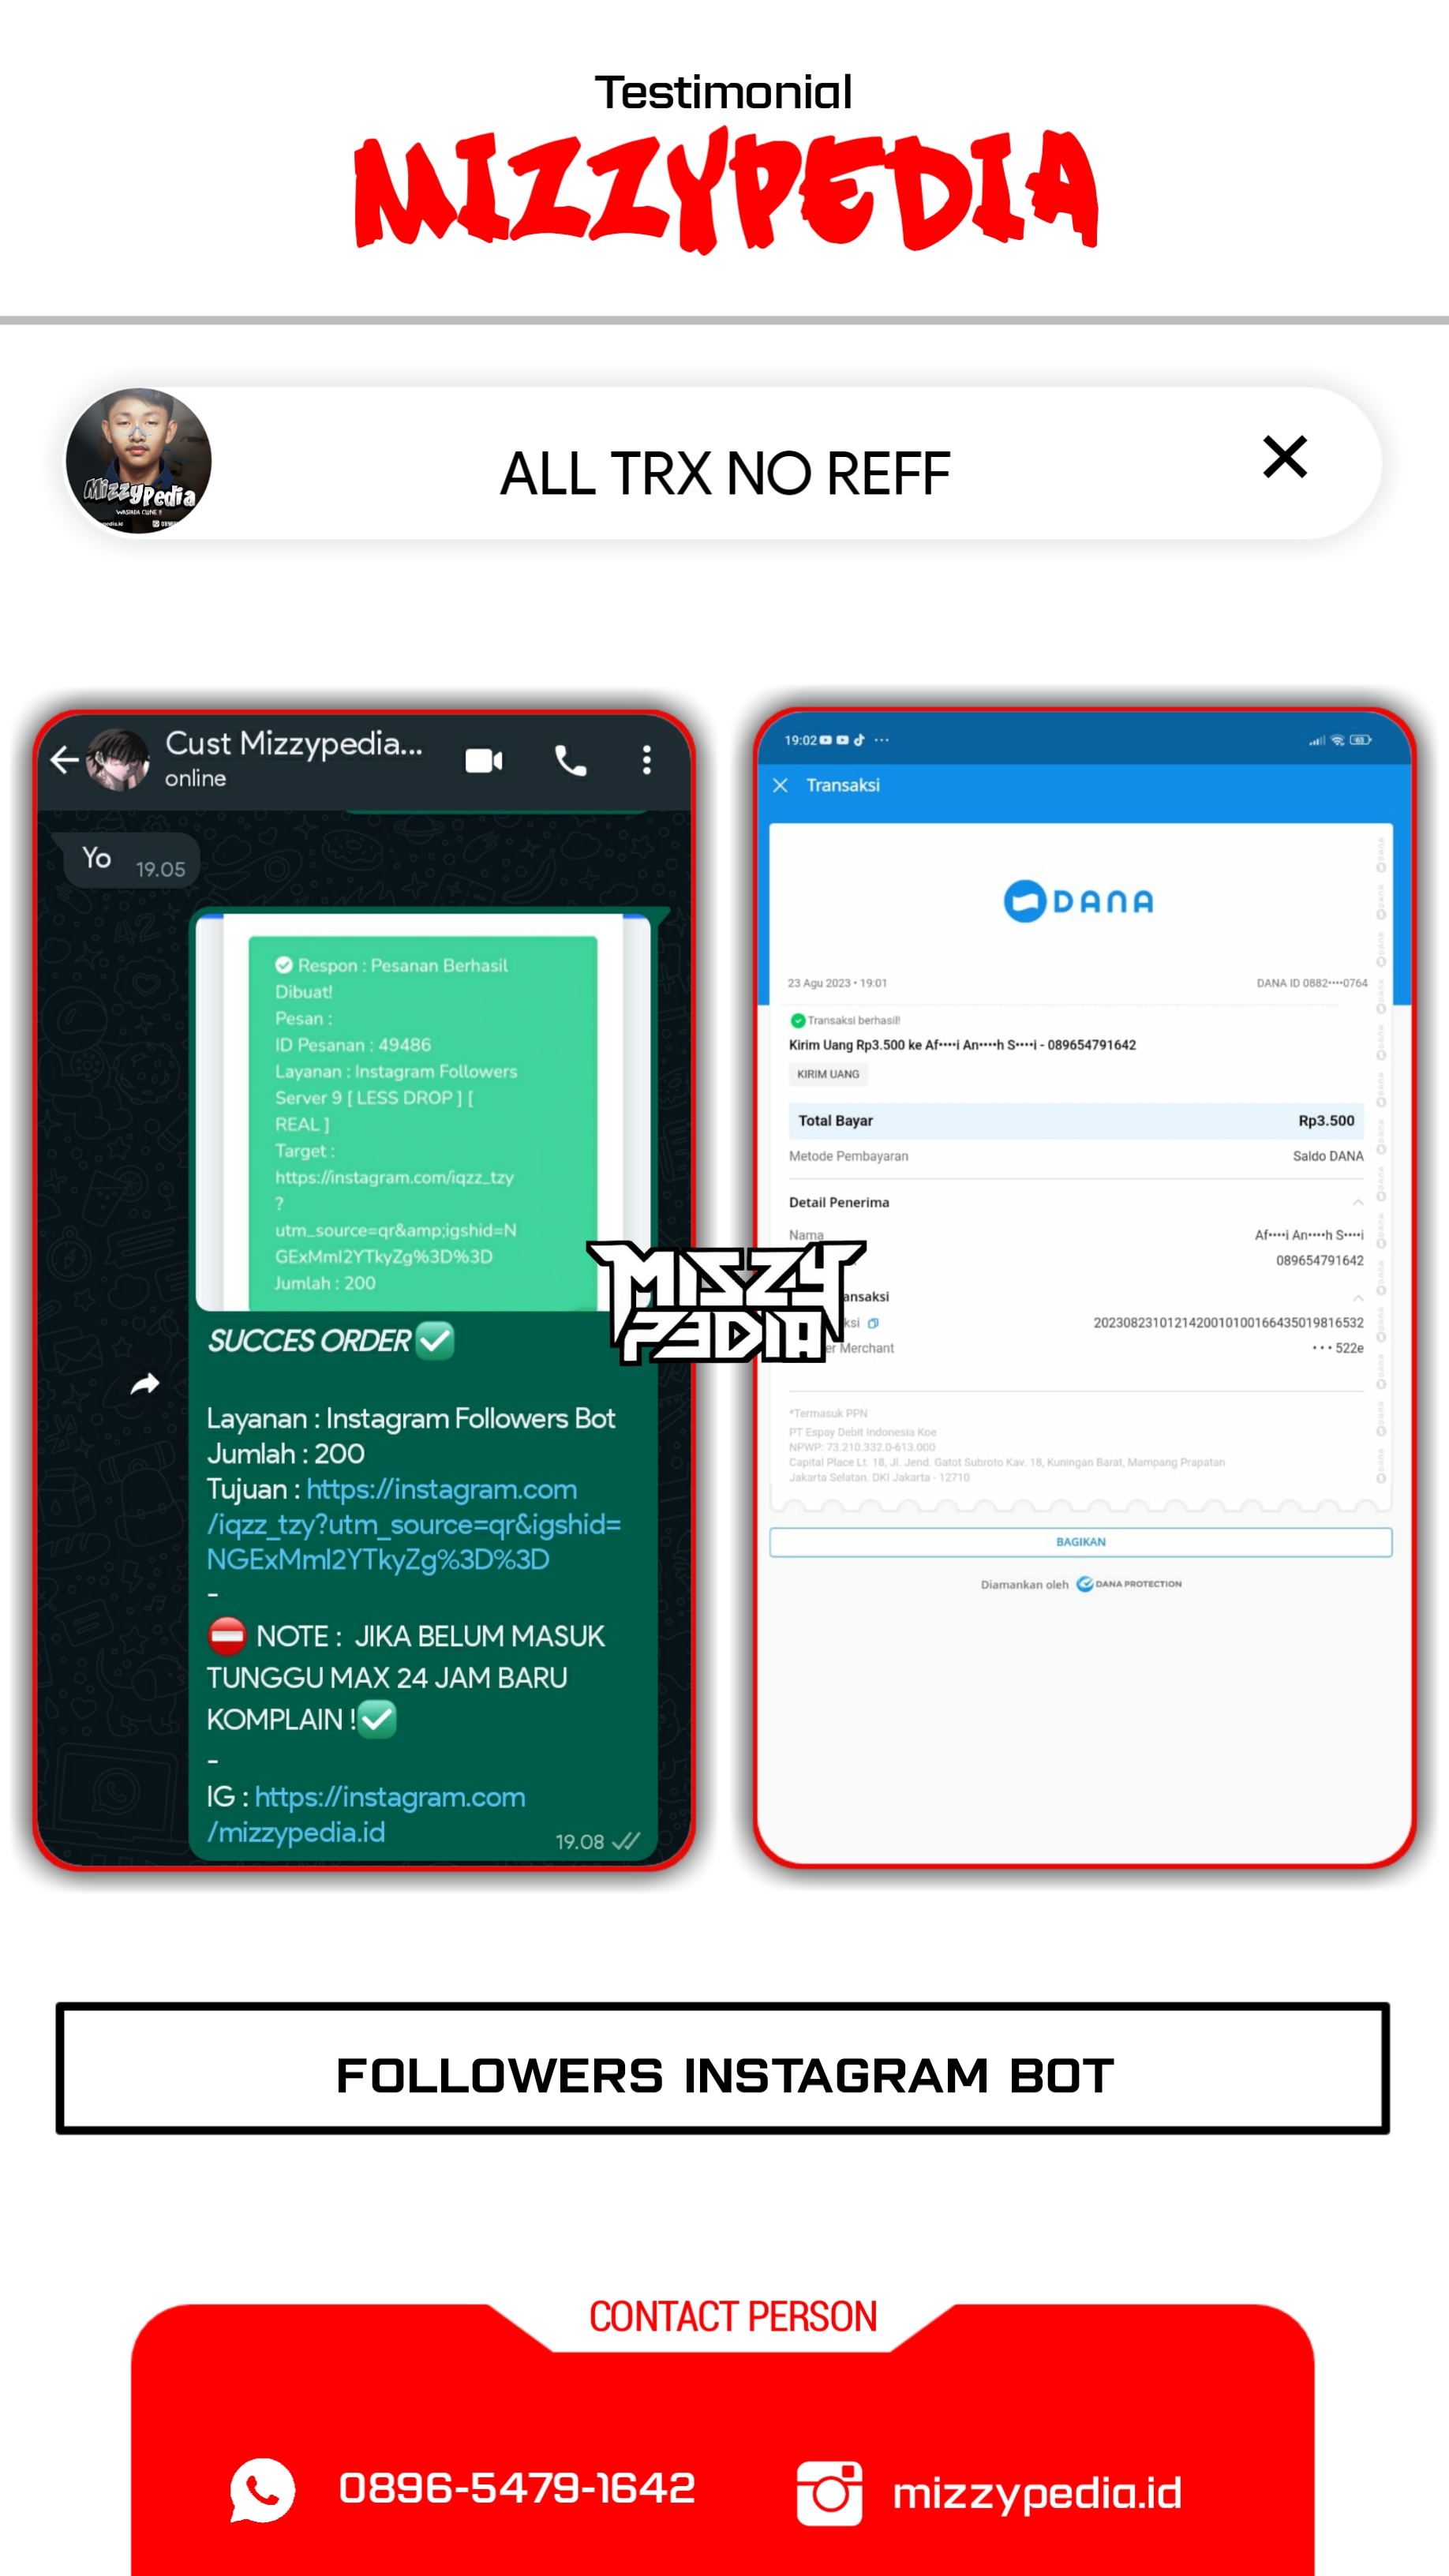 Testimonial
MIZZYPEDIA
MizzyPedia
ALL TRX NO REFF
Cust Mizzypedia...
online
Yo 19.05
Respon : Pesanan Berhasil
Dibuat!
Pesan :
ID Pesanan : 49486
Layanan : Instagram Followers
Server 9 [ LESS DROP ] [
REAL ]
Target :
https://instagram.com/iqzz_tzy
?
utm_source=qr&amp;igshid=N
GExMmI2YTkyZg%3D%3D
Jumlah : 200
SUCCES ORDER ✅
Layanan : Instagram Followers Bot
Jumlah : 200
Tujuan : https://instagram.com
/iqzz_tzy?utm_source=qr&igshid=
NGExMmI2YTkyZg%3D%3D
-
⛔ NOTE : JIKA BELUM MASUK
TUNGGU MAX 24 JAM BARU
KOMPLAIN !✅
-
IG : https://instagram.com
/mizzypedia.id
19.08
19:02
Transaksi
DANA
23 Agu 2023 • 19:01 DANA ID 0882••••0764
Transaksi berhasil!
Kirim Uang Rp3.500 ke Af••••i An••••h S••••i - 089654791642
KIRIM UANG
Total Bayar Rp3.500
Metode Pembayaran Saldo DANA
Detail Penerima
Nama Af••••i An••••h S••••i
089654791642
ansaksi
ksi 2023082310121420010100166435019816532
er Merchant • • • 522e
*Termasuk PPN
PT Espay Debit Indonesia Koe
NPWP: 73.210.332.0-613.000
Capital Place Lt. 18, Jl. Jend. Gatot Subroto Kav. 18, Kuningan Barat, Mampang Prapatan
Jakarta Selatan. DKI Jakarta - 12710
BAGIKAN
Diamankan oleh DANA PROTECTION
MIZZY
PEDIA
FOLLOWERS INSTAGRAM BOT
CONTACT PERSON
0896-5479-1642
mizzypedia.id